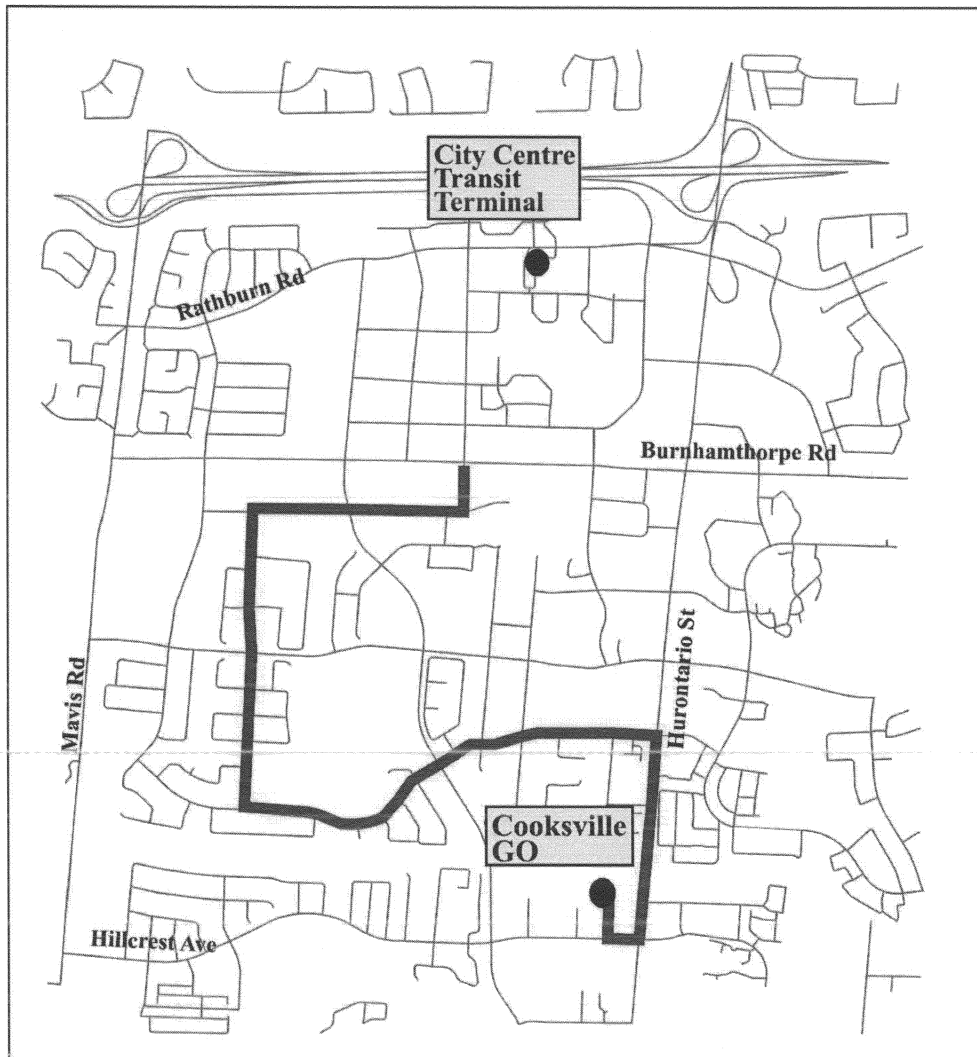 City Centre
Transit
Terminal
Rathburn Rd
Burnhamthorpe Rd
Mavis Rd
Hurontario St
Cooksville
GO
Hillcrest Ave